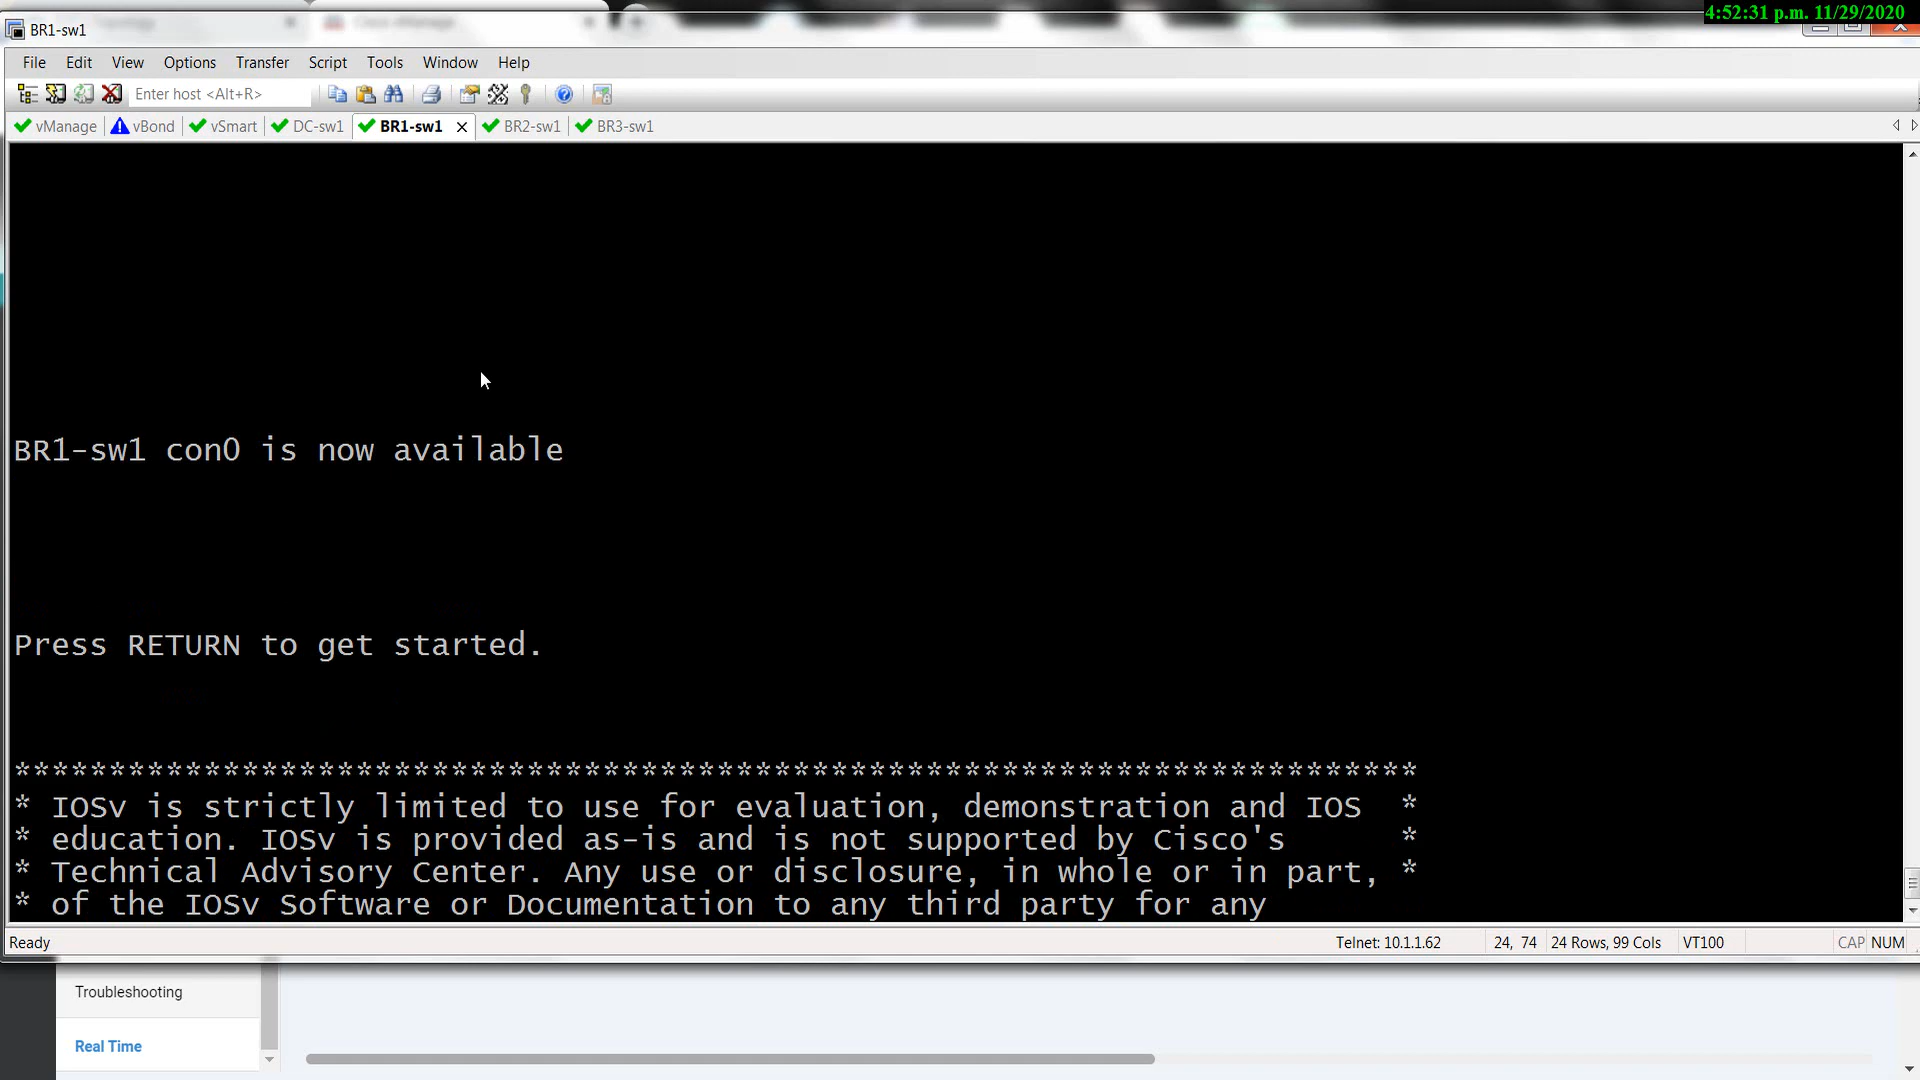 4:52:31 p.m. 11/29/2020
BR1-sw1
File Edit View Options Transfer Script Tools Window Help
Enter host <Alt+R>
vManage vBond vSmart DC-sw1 BR1-sw1 BR2-sw1 BR3-sw1
BR1-sw1 con0 is now available
Press RETURN to get started.
**************************************************************************
* IOSv is strictly limited to use for evaluation, demonstration and IOS  *
* education. IOSv is provided as-is and is not supported by Cisco's      *
* Technical Advisory Center. Any use or disclosure, in whole or in part, *
* of the IOSv Software or Documentation to any third party for any
Ready Telnet: 10.1.1.62 24, 74 24 Rows, 99 Cols VT100 CAP NUM
Troubleshooting
Real Time